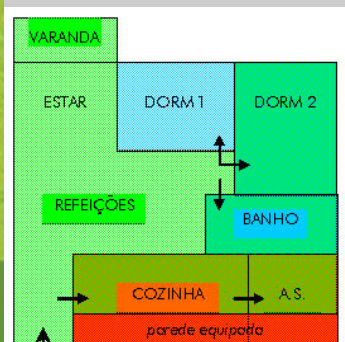 VARANDA
ESTAR
DORM 1
DORM 2
REFEIÇÕES
BANHO
COZINHA
A.S.
parede equipada